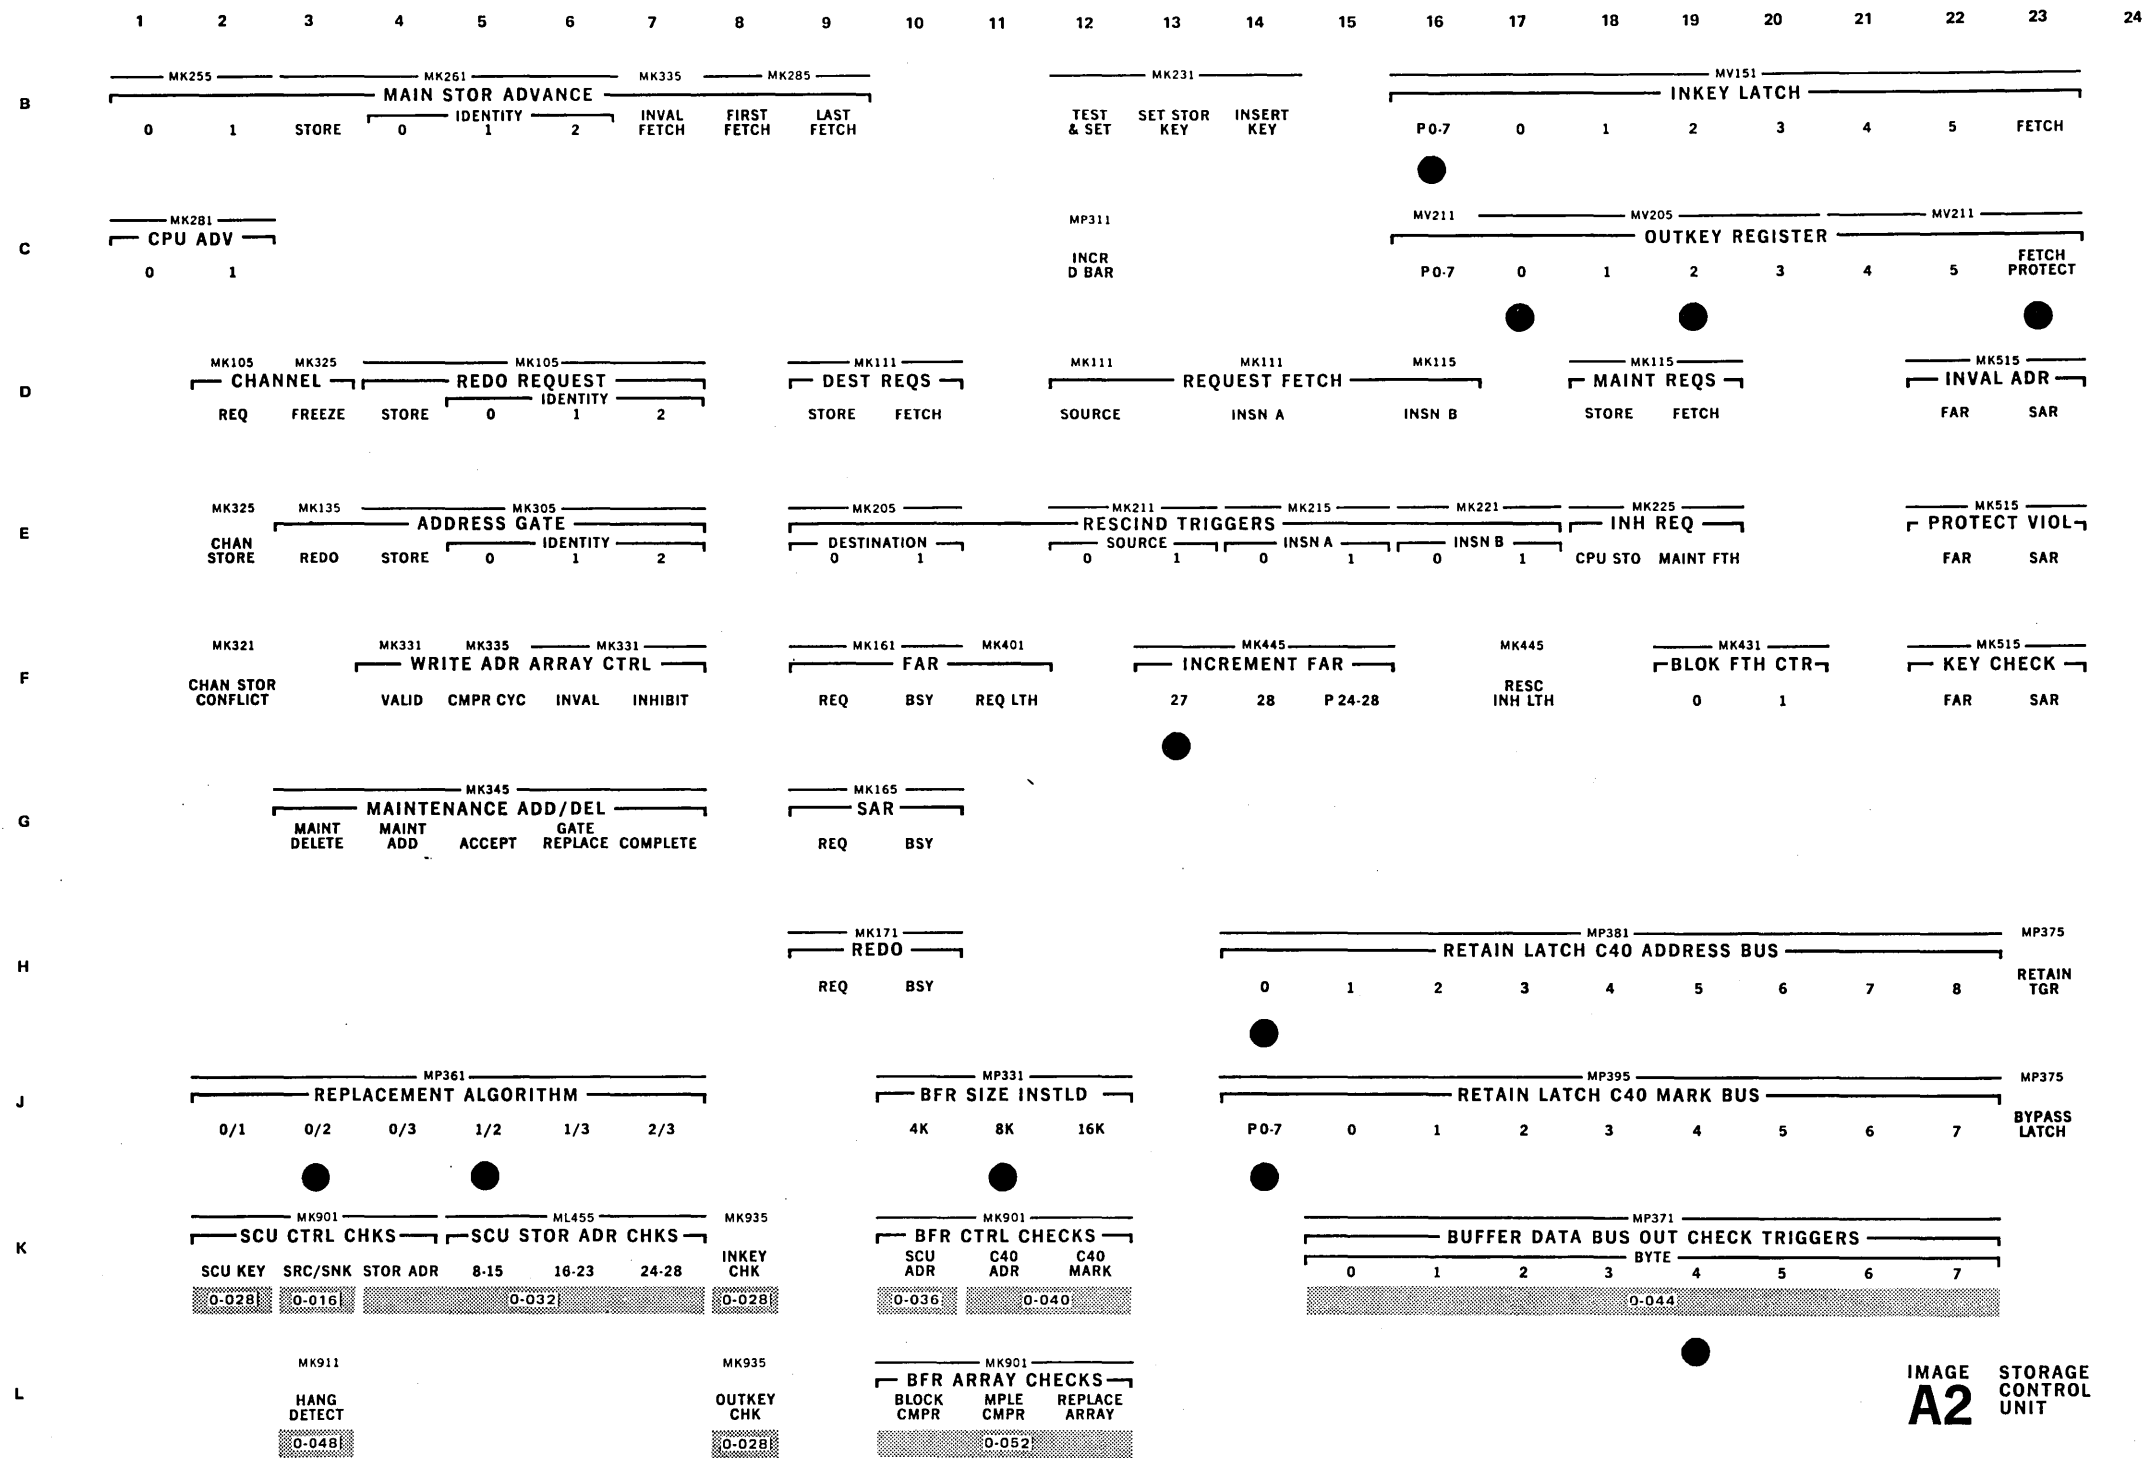 1 2 3 4 5 6 7 8 9 10 11 12 13 14 15 16 17 18 19 20 21 22 23 24
MK255 MK261 MK335 MK285 MK231 MV151
B MAIN STOR ADVANCE INKEY LATCH
IDENTITY INVAL FIRST LAST TEST SET STOR INSERT
0 1 STORE 0 1 2 FETCH FETCH FETCH & SET KEY KEY P 0-7 0 1 2 3 4 5 FETCH
MK281 MP311 MV211 MV205 MV211
C CPU ADV OUTKEY REGISTER
INCR FETCH
0 1 D BAR P 0-7 0 1 2 3 4 5 PROTECT
MK105 MK325 MK105 MK111 MK111 MK111 MK115 MK115 MK515
D CHANNEL REDO REQUEST DEST REQS REQUEST FETCH MAINT REQS INVAL ADR
IDENTITY
REQ FREEZE STORE 0 1 2 STORE FETCH SOURCE INSN A INSN B STORE FETCH FAR SAR
MK325 MK135 MK305 MK205 MK211 MK215 MK221 MK225 MK515
E ADDRESS GATE RESCIND TRIGGERS INH REQ PROTECT VIOL
CHAN IDENTITY DESTINATION SOURCE INSN A INSN B
STORE REDO STORE 0 1 2 0 1 0 1 0 1 0 1 CPU STO MAINT FTH FAR SAR
MK321 MK331 MK335 MK331 MK161 MK401 MK445 MK445 MK431 MK515
F WRITE ADR ARRAY CTRL FAR INCREMENT FAR BLOK FTH CTR KEY CHECK
CHAN STOR RESC
CONFLICT VALID CMPR CYC INVAL INHIBIT REQ BSY REQ LTH 27 28 P 24-28 INH LTH 0 1 FAR SAR
MK345 MK165
G MAINTENANCE ADD/DEL SAR
MAINT MAINT GATE
DELETE ADD ACCEPT REPLACE COMPLETE REQ BSY
MK171 MP381 MP375
H REDO RETAIN LATCH C40 ADDRESS BUS
RETAIN
REQ BSY 0 1 2 3 4 5 6 7 8 TGR
MP361 MP331 MP395 MP375
J REPLACEMENT ALGORITHM BFR SIZE INSTLD RETAIN LATCH C40 MARK BUS
BYPASS
0/1 0/2 0/3 1/2 1/3 2/3 4K 8K 16K P 0-7 0 1 2 3 4 5 6 7 LATCH
MK901 ML455 MK935 MK901 MP371
K SCU CTRL CHKS SCU STOR ADR CHKS BFR CTRL CHECKS BUFFER DATA BUS OUT CHECK TRIGGERS
INKEY SCU C40 C40 BYTE
SCU KEY SRC/SNK STOR ADR 8-15 16-23 24-28 CHK ADR ADR MARK 0 1 2 3 4 5 6 7
0-028 0-016 0-032 0-028 0-036 0-040 0-044
MK911 MK935 MK901
L BFR ARRAY CHECKS
HANG OUTKEY BLOCK MPLE REPLACE
DETECT CHK CMPR CMPR ARRAY
0-048 0-028 0-052
IMAGE STORAGE
A2 CONTROL
UNIT